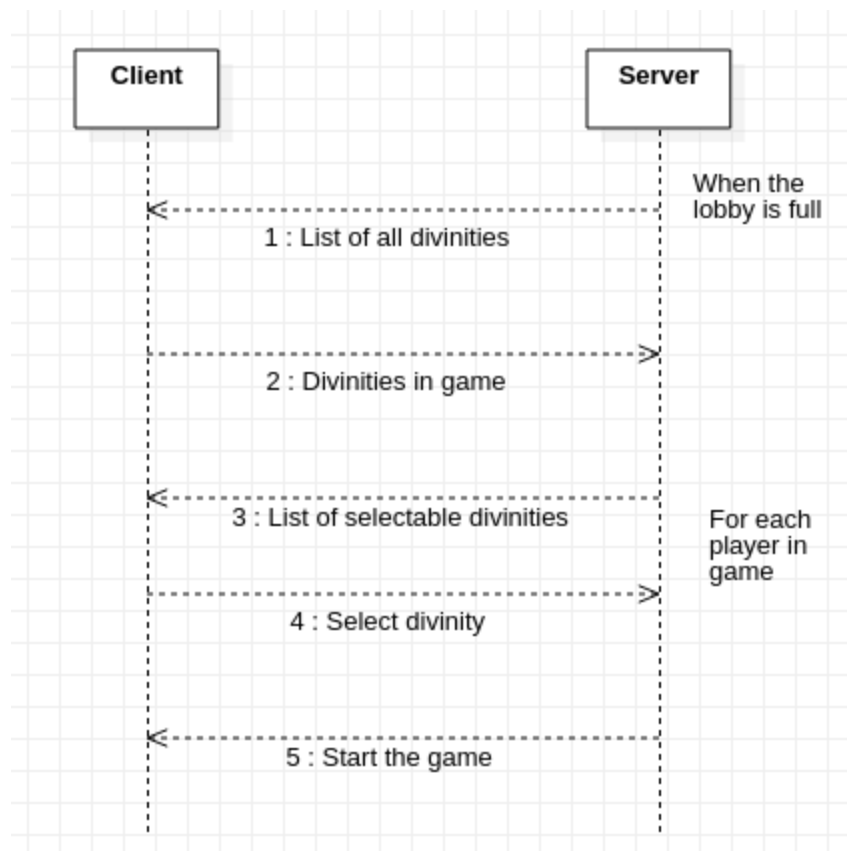 Client
Server
When the
lobby is full
1 : List of all divinities
2 : Divinities in game
3 : List of selectable divinities
For each
player in
game
4 : Select divinity
5 : Start the game